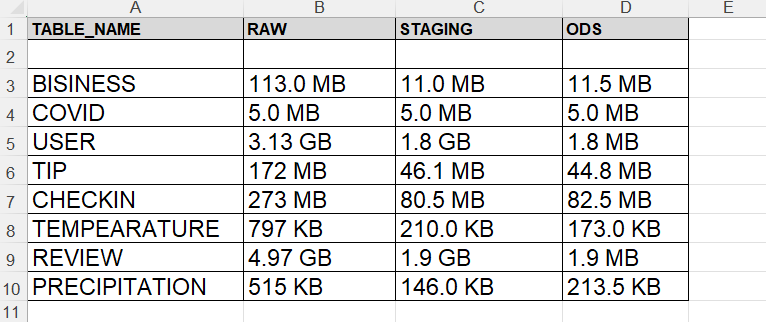 A B C D E
1 TABLE_NAME RAW STAGING ODS
2
3 BISINESS 113.0 MB 11.0 MB 11.5 MB
4 COVID 5.0 MB 5.0 MB 5.0 MB
5 USER 3.13 GB 1.8 GB 1.8 MB
6 TIP 172 MB 46.1 MB 44.8 MB
7 CHECKIN 273 MB 80.5 MB 82.5 MB
8 TEMPEARATURE 797 KB 210.0 KB 173.0 KB
9 REVIEW 4.97 GB 1.9 GB 1.9 MB
10 PRECIPITATION 515 KB 146.0 KB 213.5 KB
11